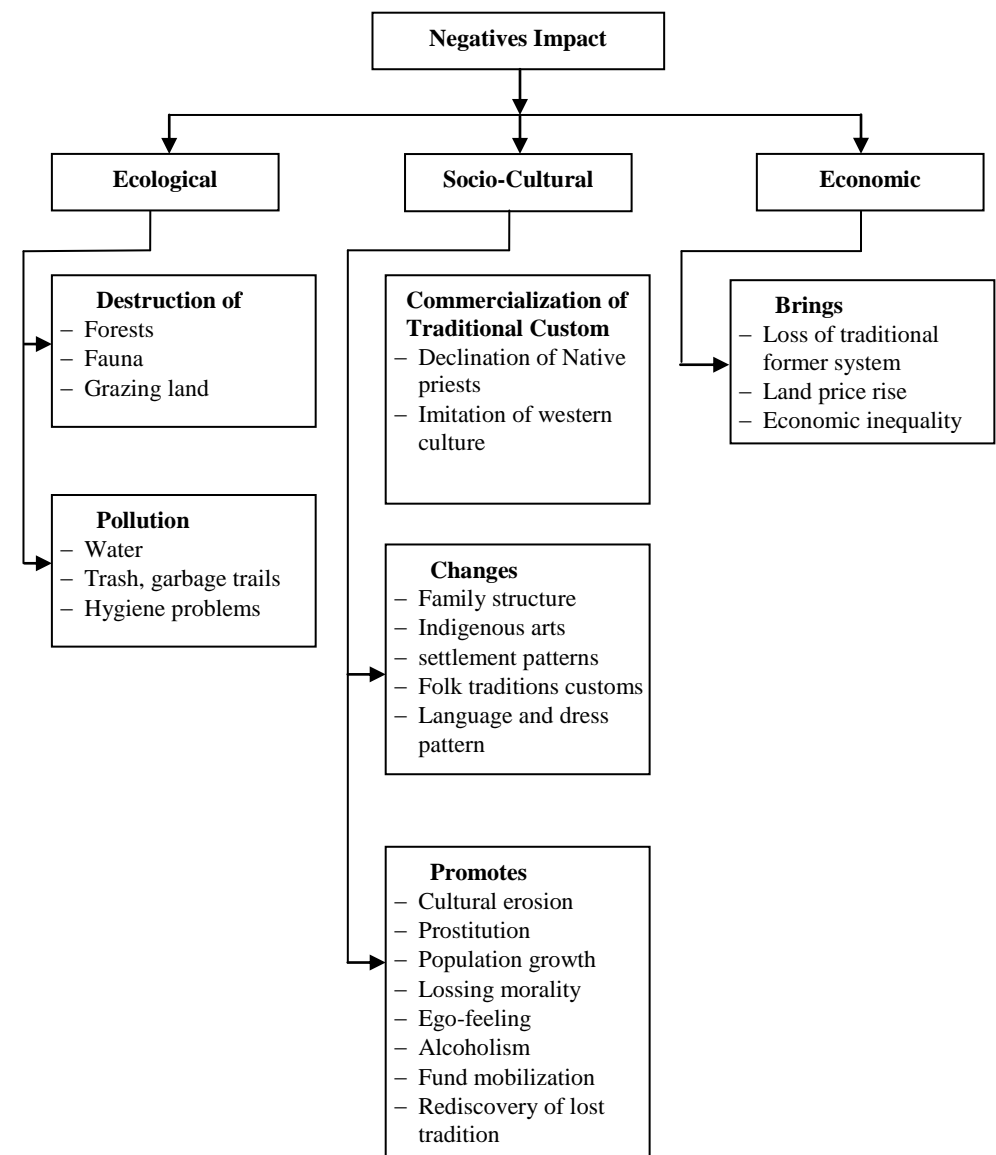 Negatives Impact
Ecological
Socio-Cultural
Economic
Destruction of
– Forests
– Fauna
– Grazing land
Pollution
– Water
– Trash, garbage trails
– Hygiene problems
Commercialization of
Traditional Custom
– Declination of Native
priests
– Imitation of western
culture
Changes
– Family structure
– Indigenous arts
– settlement patterns
– Folk traditions customs
– Language and dress
pattern
Promotes
– Cultural erosion
– Prostitution
– Population growth
– Lossing morality
– Ego-feeling
– Alcoholism
– Fund mobilization
– Rediscovery of lost
tradition
Brings
– Loss of traditional
former system
– Land price rise
– Economic inequality